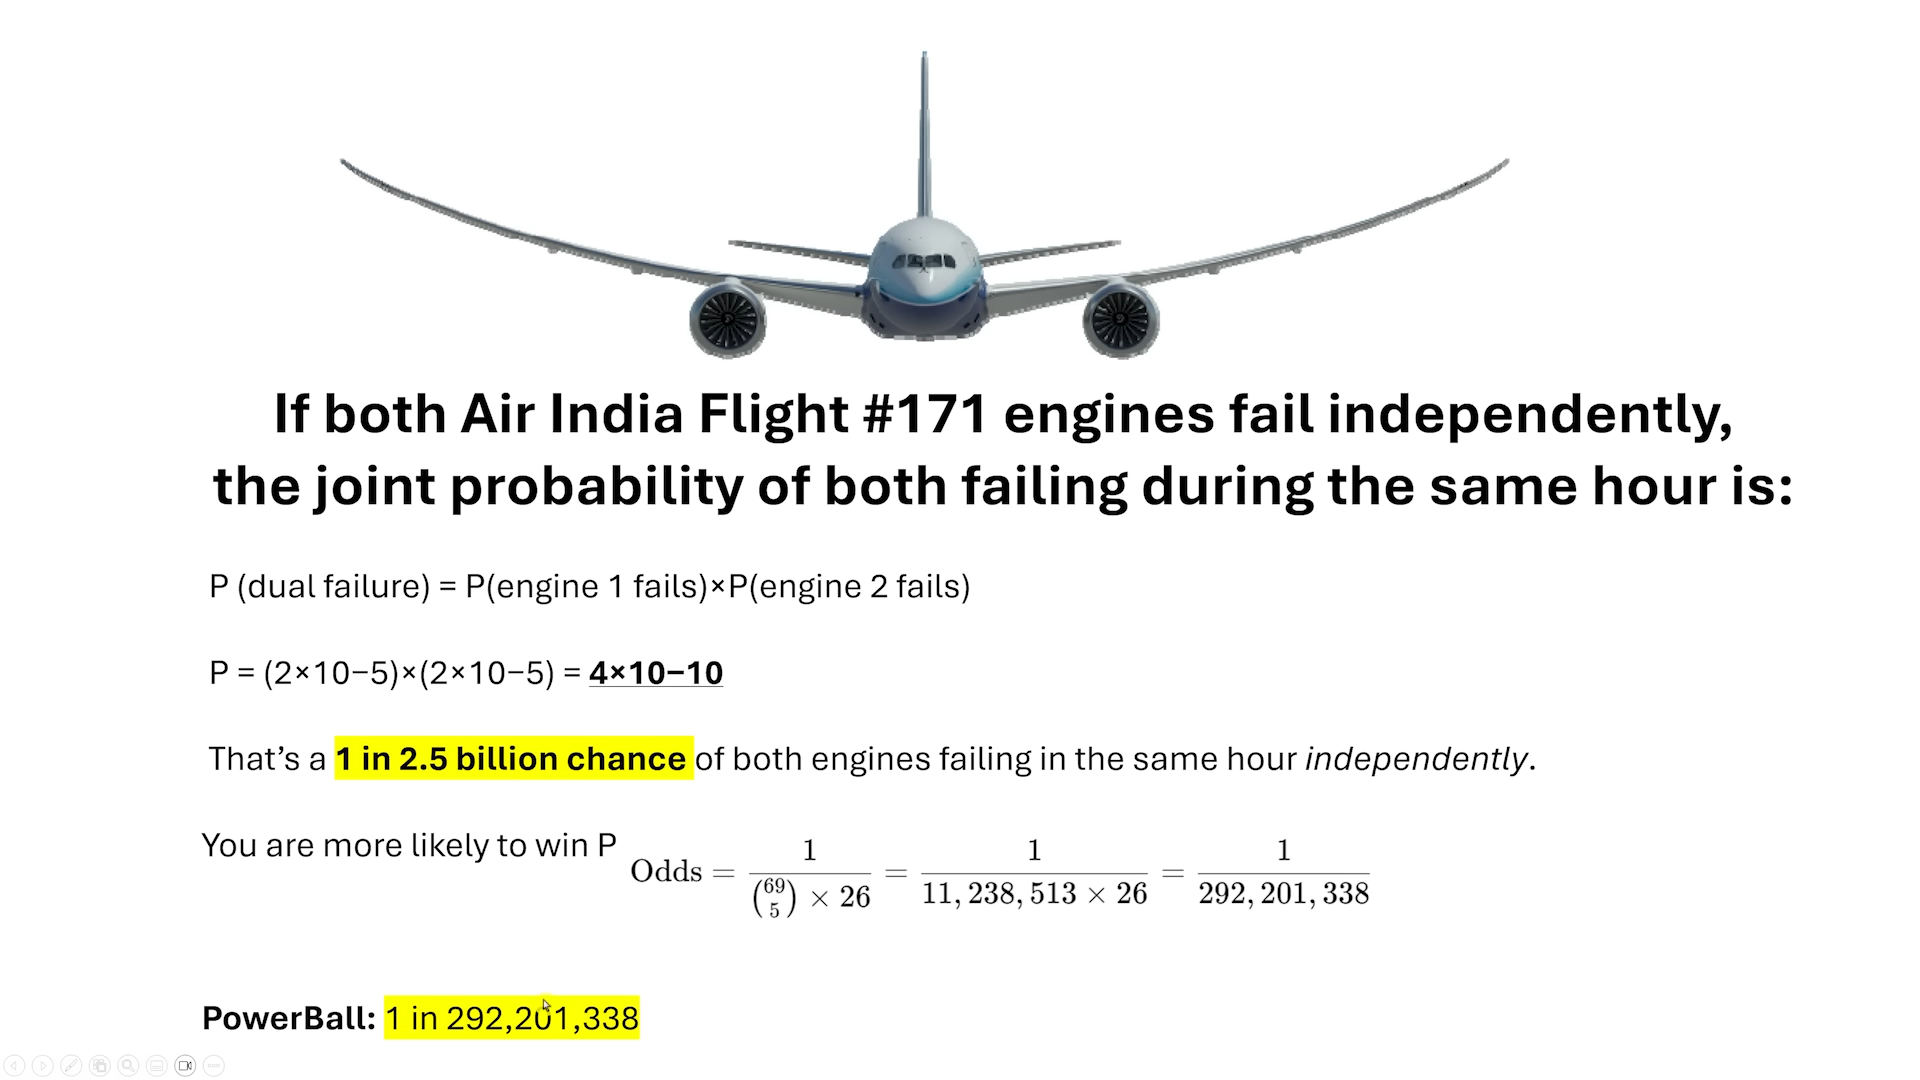 If both Air India Flight #171 engines fail independently,
the joint probability of both failing during the same hour is:
P (dual failure) = P(engine 1 fails)×P(engine 2 fails)
P = (2×10−5)×(2×10−5) = 4×10−10
That’s a 1 in 2.5 billion chance of both engines failing in the same hour independently.
You are more likely to win P
Odds = 1 / ((69 5) × 26) = 1 / (11,238,513 × 26) = 1 / 292,201,338
PowerBall: 1 in 292,201,338